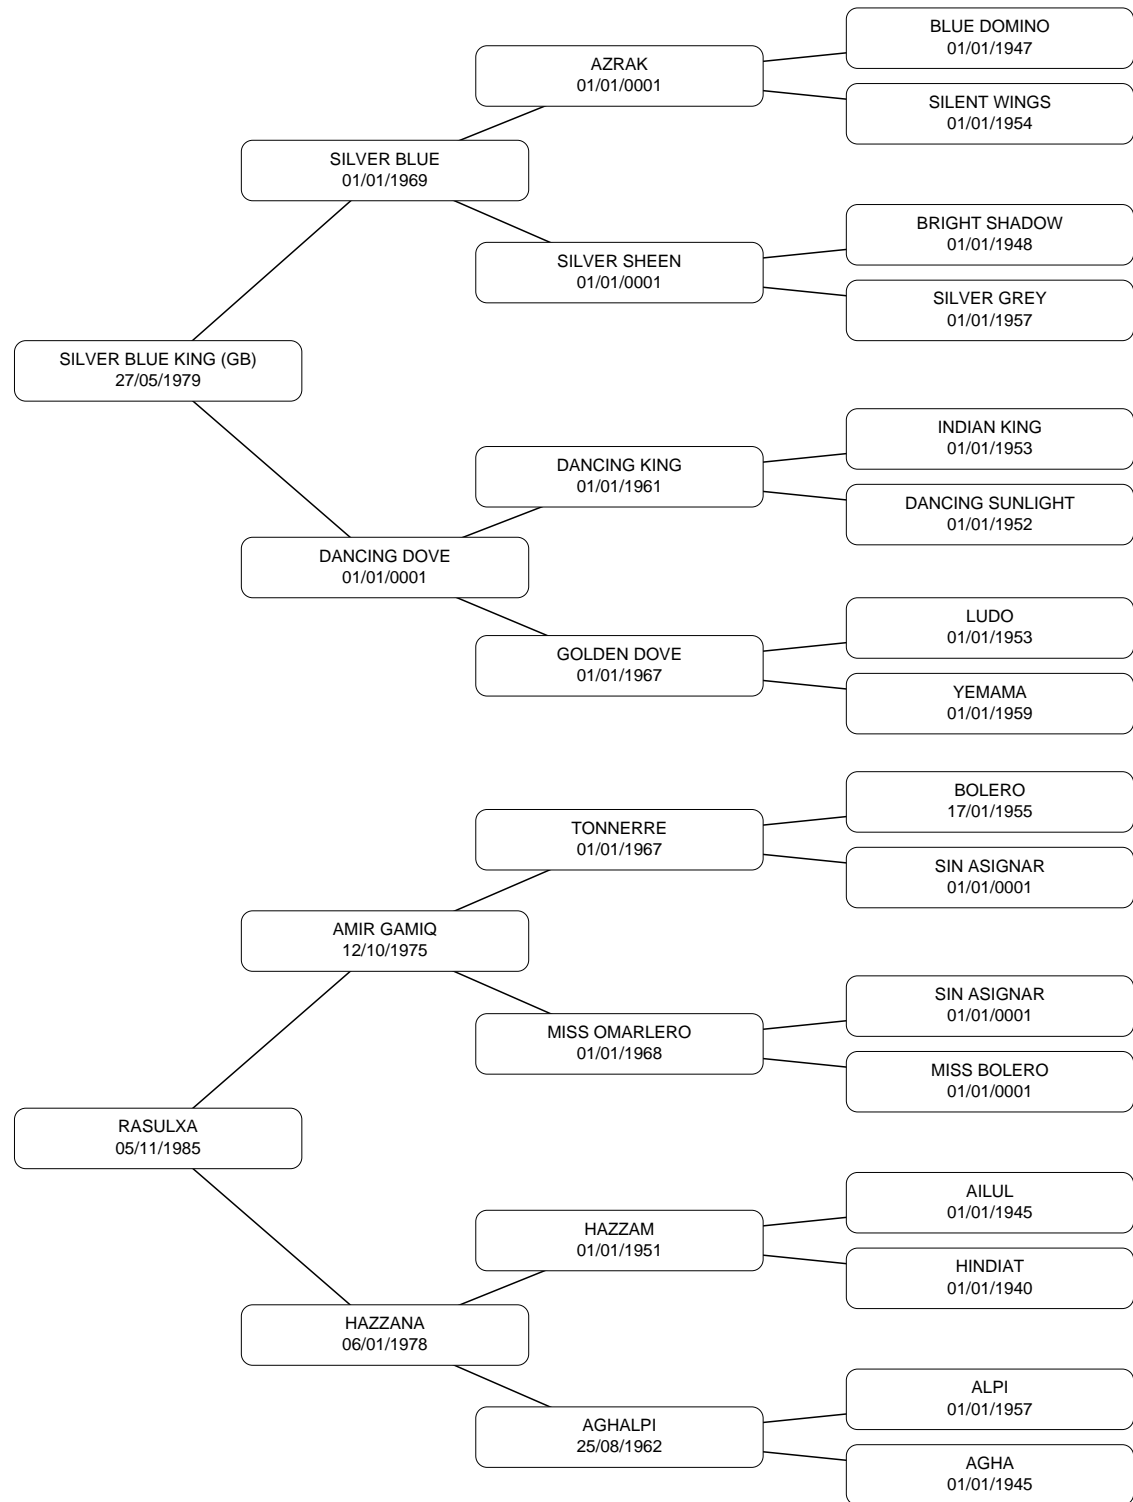 BLUE DOMINO
01/01/1947
AZRAK
01/01/0001
SILENT WINGS
01/01/1954
SILVER BLUE
01/01/1969
BRIGHT SHADOW
01/01/1948
SILVER SHEEN
01/01/0001
SILVER GREY
01/01/1957
SILVER BLUE KING (GB)
27/05/1979
INDIAN KING
01/01/1953
DANCING KING
01/01/1961
DANCING SUNLIGHT
01/01/1952
DANCING DOVE
01/01/0001
LUDO
01/01/1953
GOLDEN DOVE
01/01/1967
YEMAMA
01/01/1959
BOLERO
17/01/1955
TONNERRE
01/01/1967
SIN ASIGNAR
01/01/0001
AMIR GAMIQ
12/10/1975
SIN ASIGNAR
01/01/0001
MISS OMARLERO
01/01/1968
MISS BOLERO
01/01/0001
RASULXA
05/11/1985
AILUL
01/01/1945
HAZZAM
01/01/1951
HINDIAT
01/01/1940
HAZZANA
06/01/1978
ALPI
01/01/1957
AGHALPI
25/08/1962
AGHA
01/01/1945